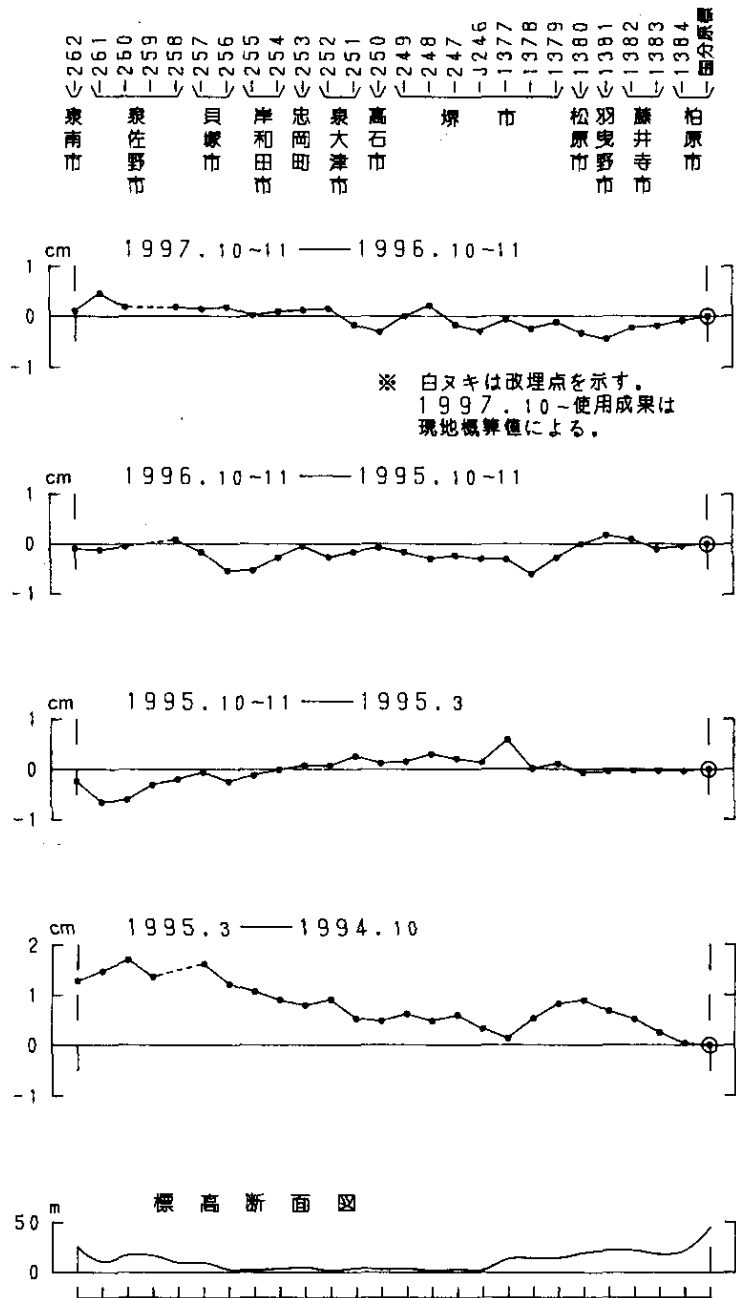 262 261 260 259 258 257 256 255 254 253 252 251 250 249 248 247 J246 1377 1378 1379 1380 1381 1382 1383 1384 国分原標
泉南市 泉佐野市 貝塚市 岸和田市 忠岡町 泉大津市 高石市 堺市 松原市 羽曳野市 藤井寺市 柏原市
cm 1997.10~11 —— 1996.10~11
1
0
-1
※ 白ヌキは改埋点を示す。
1997.10~使用成果は
現地概算値による。
cm 1996.10~11 —— 1995.10~11
1
0
-1
cm 1995.10~11 —— 1995.3
1
0
-1
cm 1995.3 —— 1994.10
2
1
0
-1
m 標高断面図
50
0